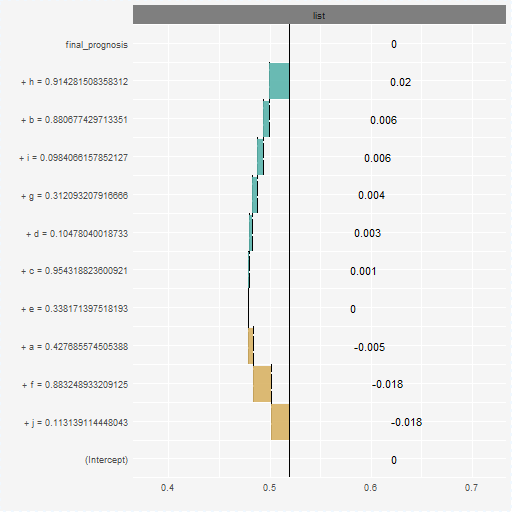 list
final_prognosis 0
+ h = 0.914281508358312 0.02
+ b = 0.880677429713351 0.006
+ i = 0.0984066157852127 0.006
+ g = 0.312093207916666 0.004
+ d = 0.10478040018733 0.003
+ c = 0.954318823600921 0.001
+ e = 0.338171397518193 0
+ a = 0.427685574505388 -0.005
+ f = 0.883248933209125 -0.018
+ j = 0.113139114448043 -0.018
(Intercept) 0
0.4 0.5 0.6 0.7